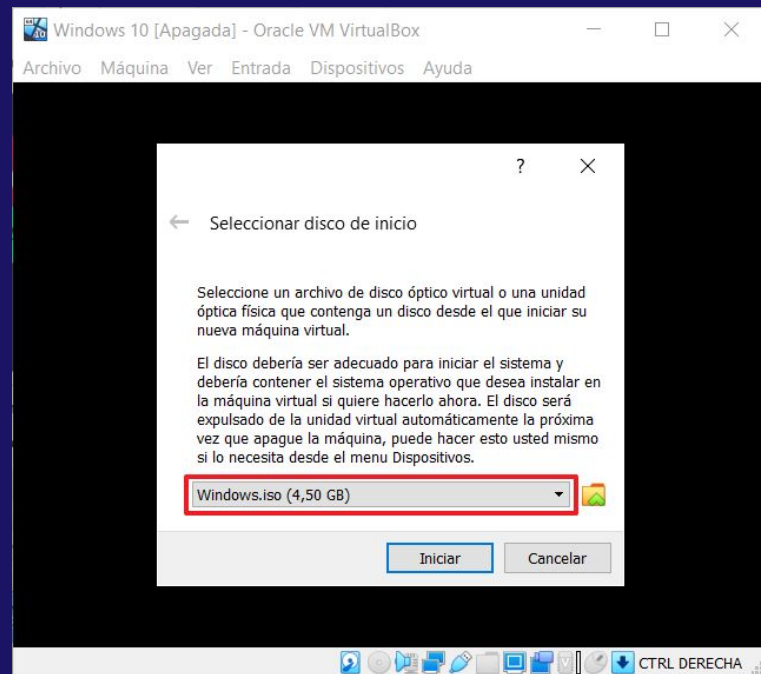 Windows 10 [Apagada] - Oracle VM VirtualBox
Archivo Máquina Ver Entrada Dispositivos Ayuda
?
Seleccionar disco de inicio
Seleccione un archivo de disco óptico virtual o una unidad
óptica física que contenga un disco desde el que iniciar su
nueva máquina virtual.
El disco debería ser adecuado para iniciar el sistema y
debería contener el sistema operativo que desea instalar en
la máquina virtual si quiere hacerlo ahora. El disco será
expulsado de la unidad virtual automáticamente la próxima
vez que apague la máquina, puede hacer esto usted mismo
si lo necesita desde el menu Dispositivos.
Windows.iso (4,50 GB)
Iniciar Cancelar
CTRL DERECHA